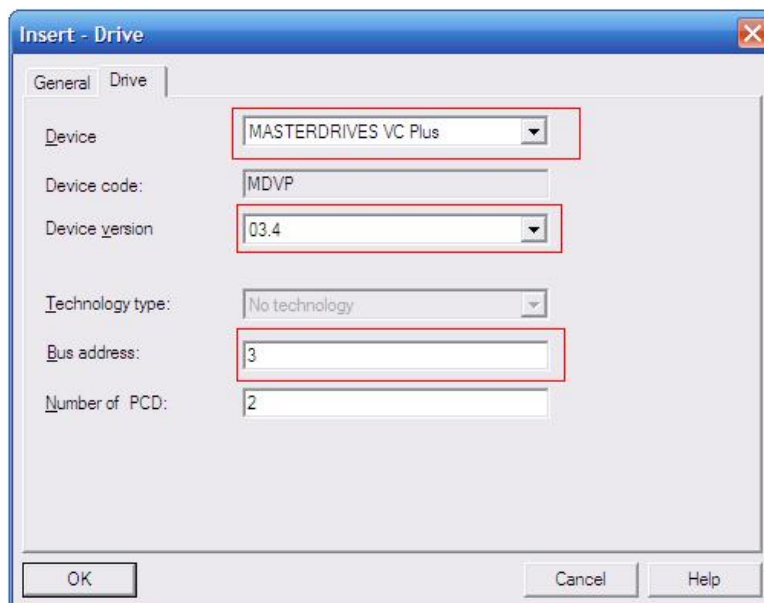 Insert - Drive
General Drive
Device MASTERDRIVES VC Plus
Device code: MDVP
Device version 03.4
Technology type: No technology
Bus address: 3
Number of PCD: 2
OK Cancel Help